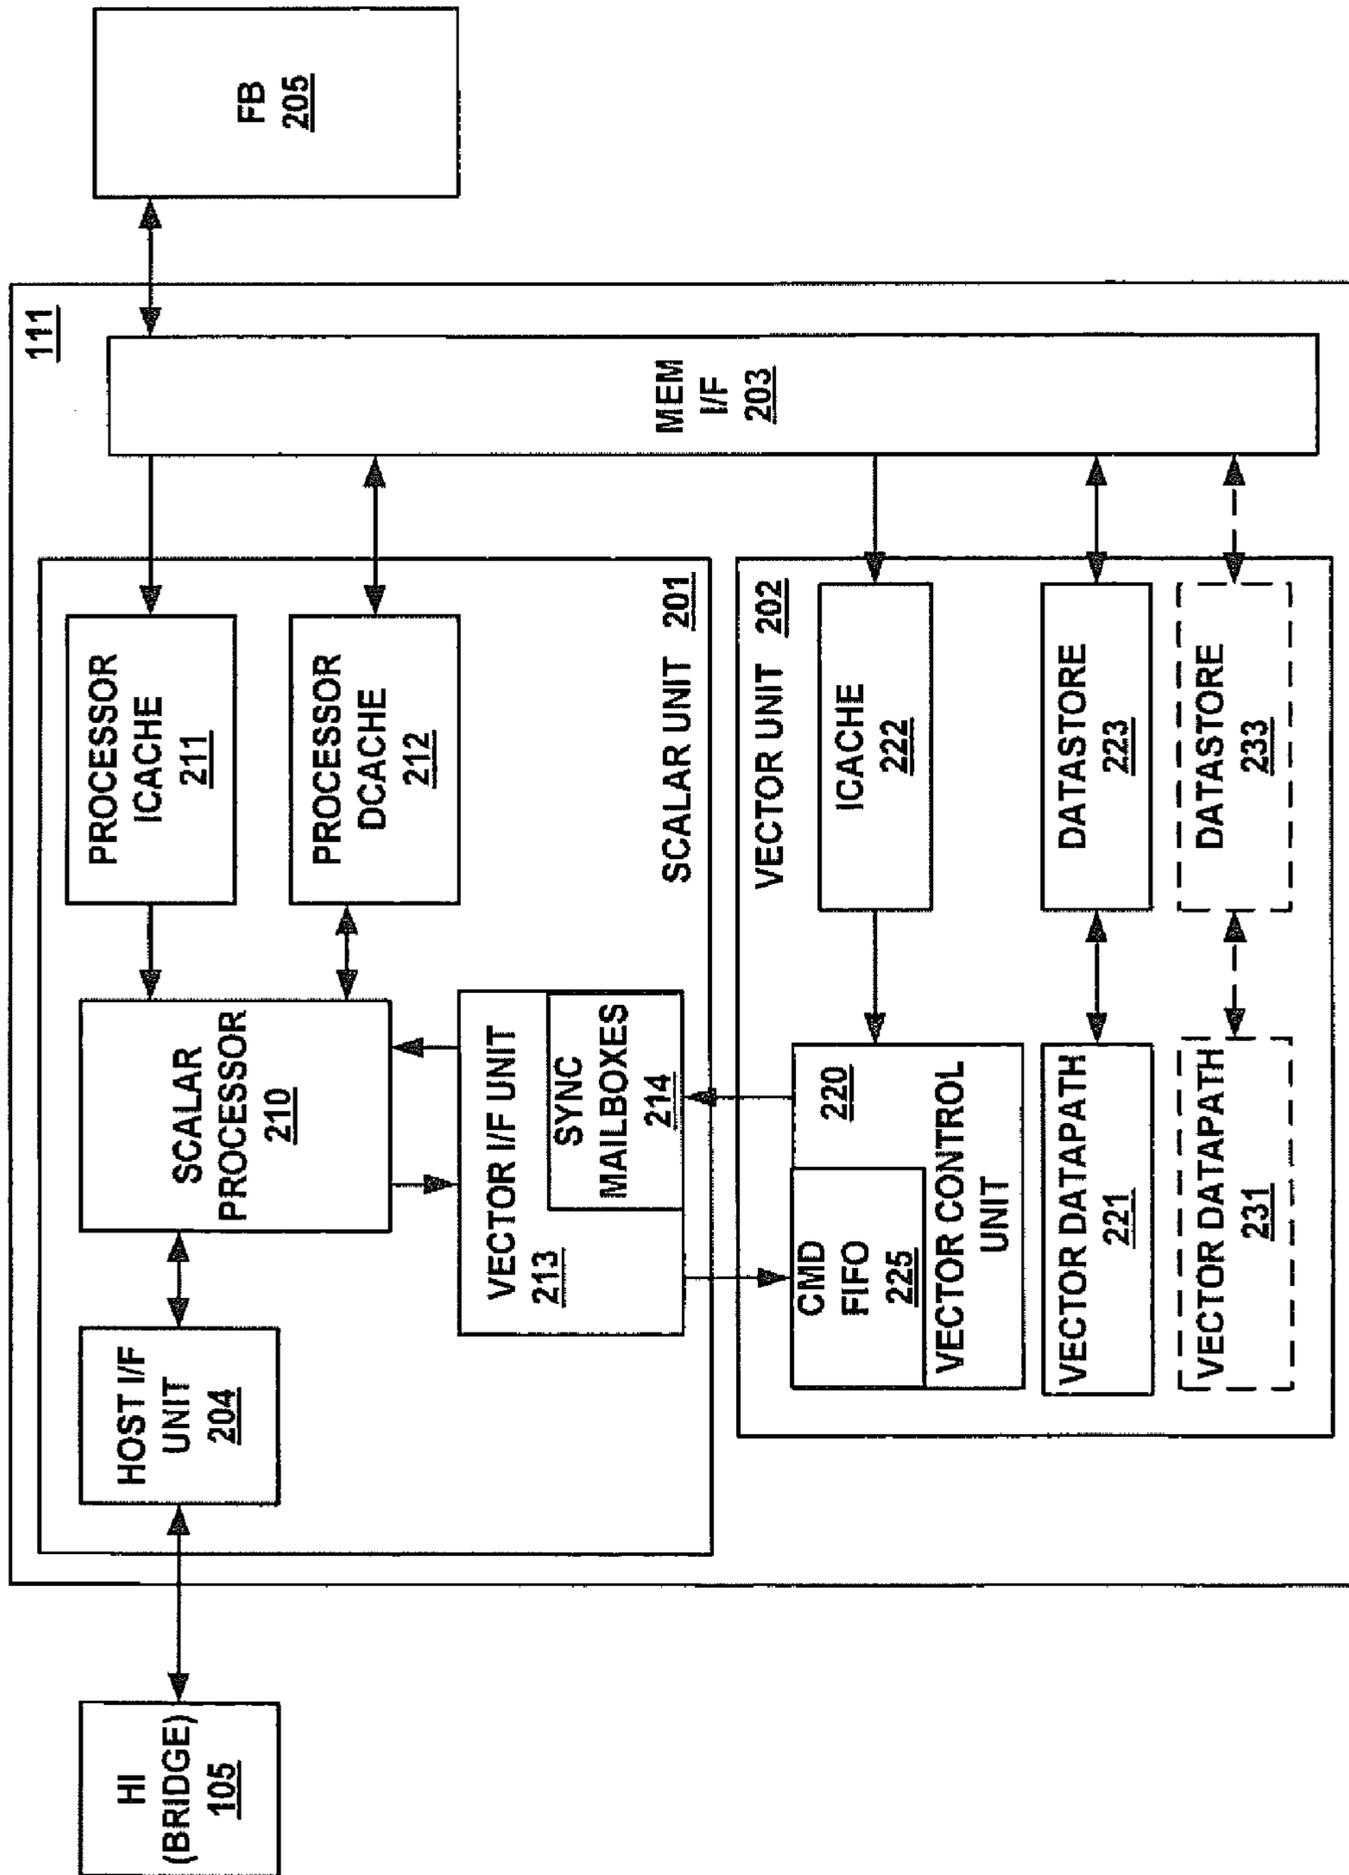 111
HI
(BRIDGE)
105
HOST I/F
UNIT
204
SCALAR
PROCESSOR
210
PROCESSOR
ICACHE
211
PROCESSOR
DCACHE
212
VECTOR I/F UNIT
213
SYNC
MAILBOXES
214
SCALAR UNIT 201
VECTOR UNIT 202
CMD
FIFO
225
220
VECTOR CONTROL
UNIT
ICACHE
222
VECTOR DATAPATH
221
DATASTORE
223
VECTOR DATAPATH
231
DATASTORE
233
MEM
I/F
203
FB
205